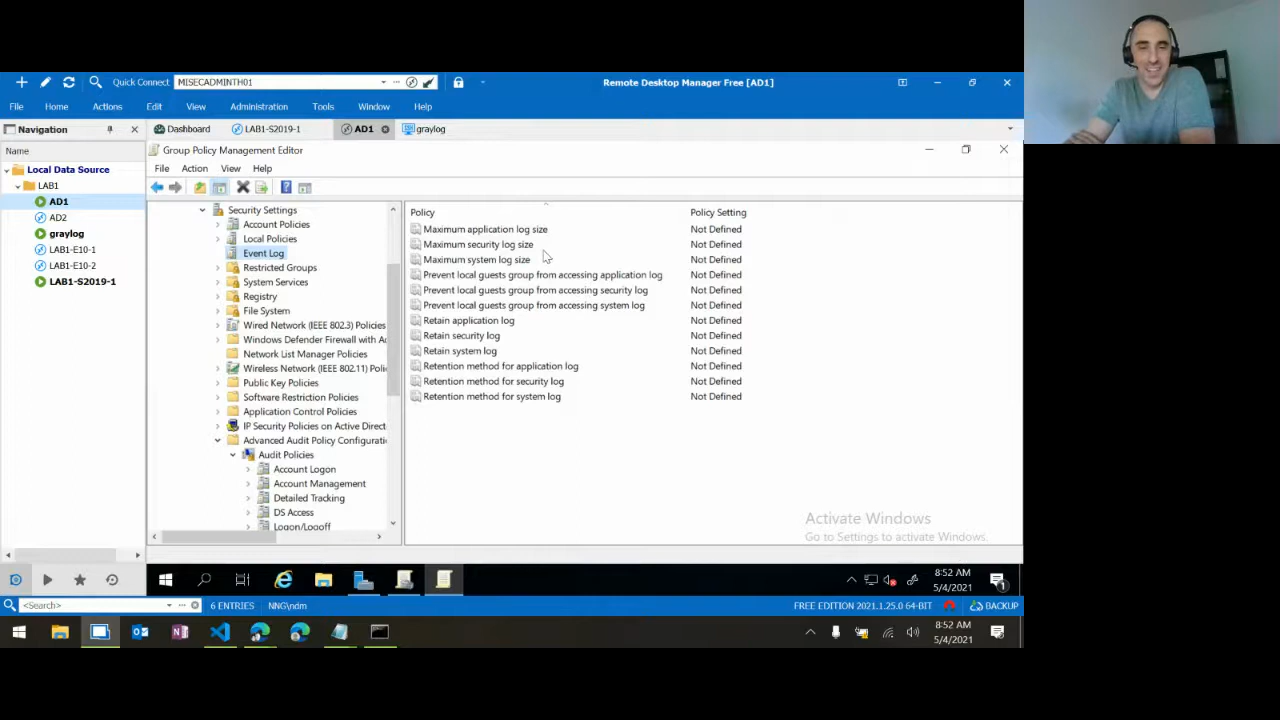 Quick Connect MISECADMINTH01 Remote Desktop Manager Free [AD1]
File Home Actions Edit View Administration Tools Window Help
Navigation
Dashboard LAB1-S2019-1 AD1 graylog
Name
Local Data Source
LAB1
AD1
AD2
graylog
LAB1-E10-1
LAB1-E10-2
LAB1-S2019-1
Group Policy Management Editor
File Action View Help
Security Settings
Account Policies
Local Policies
Event Log
Restricted Groups
System Services
Registry
File System
Wired Network (IEEE 802.3) Policies
Windows Defender Firewall with Ad
Network List Manager Policies
Wireless Network (IEEE 802.11) Polic
Public Key Policies
Software Restriction Policies
Application Control Policies
IP Security Policies on Active Direct
Advanced Audit Policy Configurati
Audit Policies
Account Logon
Account Management
Detailed Tracking
DS Access
Logon/Logoff
Policy Policy Setting
Maximum application log size Not Defined
Maximum security log size Not Defined
Maximum system log size Not Defined
Prevent local guests group from accessing application log Not Defined
Prevent local guests group from accessing security log Not Defined
Prevent local guests group from accessing system log Not Defined
Retain application log Not Defined
Retain security log Not Defined
Retain system log Not Defined
Retention method for application log Not Defined
Retention method for security log Not Defined
Retention method for system log Not Defined
Activate Windows
Go to Settings to activate Windows.
8:52 AM
5/4/2021
1
<Search> 6 ENTRIES NNG\ndm FREE EDITION 2021.1.25.0 64-BIT BACKUP
8:52 AM
5/4/2021